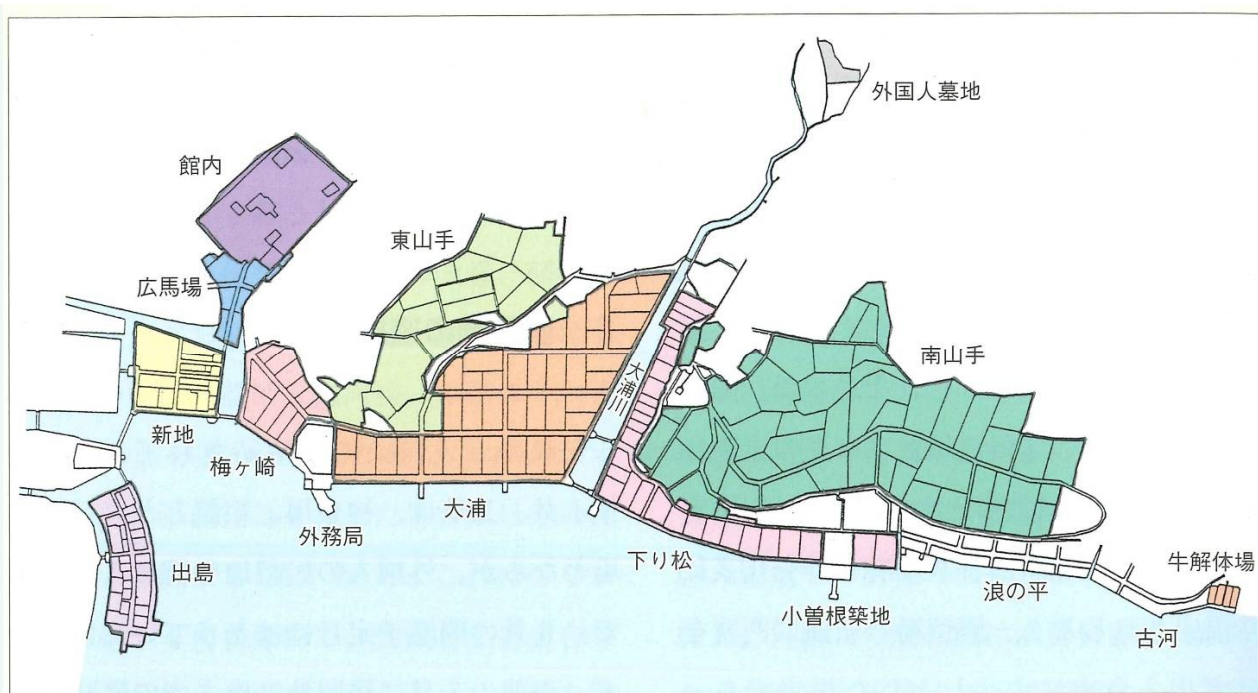 外国人墓地
館内
東山手
広馬場
大浦川
南山手
新地
梅ヶ崎
大浦
外務局
下り松
牛解体場
出島
浪の平
小曽根築地
古河